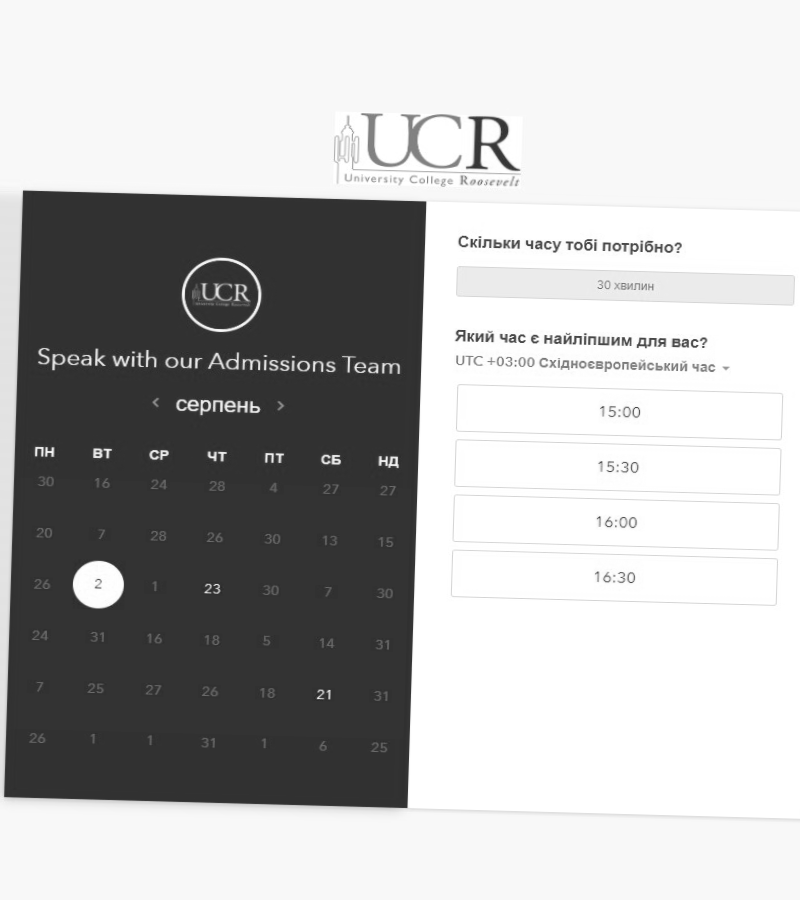 UCR
University College Roosevelt
UCR
Speak with our Admissions Team
серпень
ПН ВТ СР ЧТ ПТ СБ НД
30 16 24 28 4 27 27
20 7 28 26 30 13 15
26 2 1 23 30 7 30
24 31 16 18 5 14 31
7 25 27 26 18 21 31
26 1 1 31 1 6 25
Скільки часу тобі потрібно?
30 хвилин
Який час є найліпшим для вас?
UTC +03:00 Східноєвропейський час
15:00
15:30
16:00
16:30